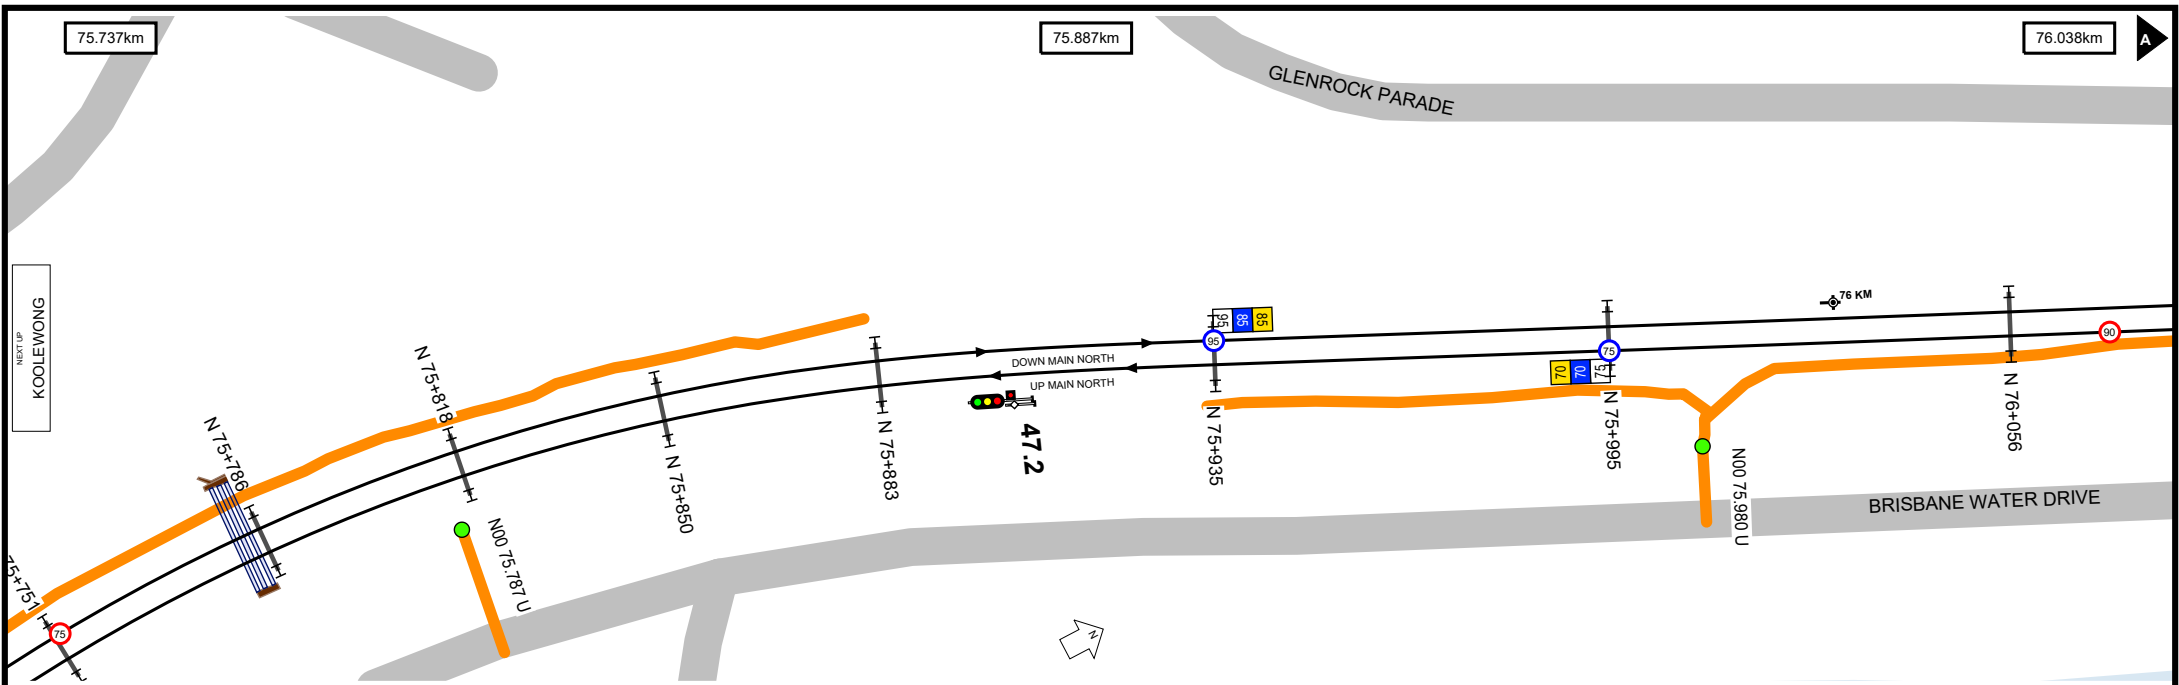 75.737km
75.887km
76.038km
A
GLENROCK PARADE
NEXT UP
KOOLEWONG
76 KM
95
85
85
95
90
DOWN MAIN NORTH
UP MAIN NORTH
75
70
70
75
47.2
N 75+818
N 75+786
N 75+850
N 75+883
N 75+935
N 75+995
N 76+056
N00 75.980 U
BRISBANE WATER DRIVE
N00 75.787 U
75+751
75
N